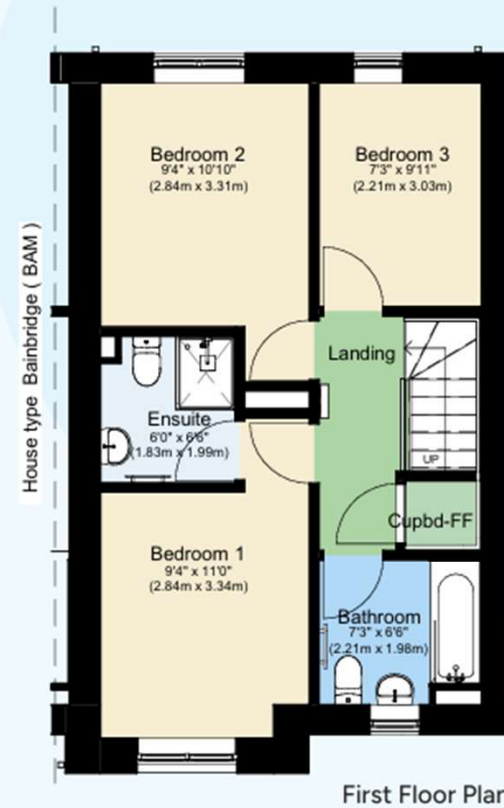 Bedroom 2
9'4" x 10'10"
(2.84m x 3.31m)
Bedroom 3
7'3" x 9'11"
(2.21m x 3.03m)
House type Bainbridge ( BAM )
Landing
Ensuite
6'0" x 6'6"
(1.83m x 1.99m)
UP
Cupbd-FF
Bedroom 1
9'4" x 11'0"
(2.84m x 3.34m)
Bathroom
7'3" x 6'6"
(2.21m x 1.98m)
First Floor Plan